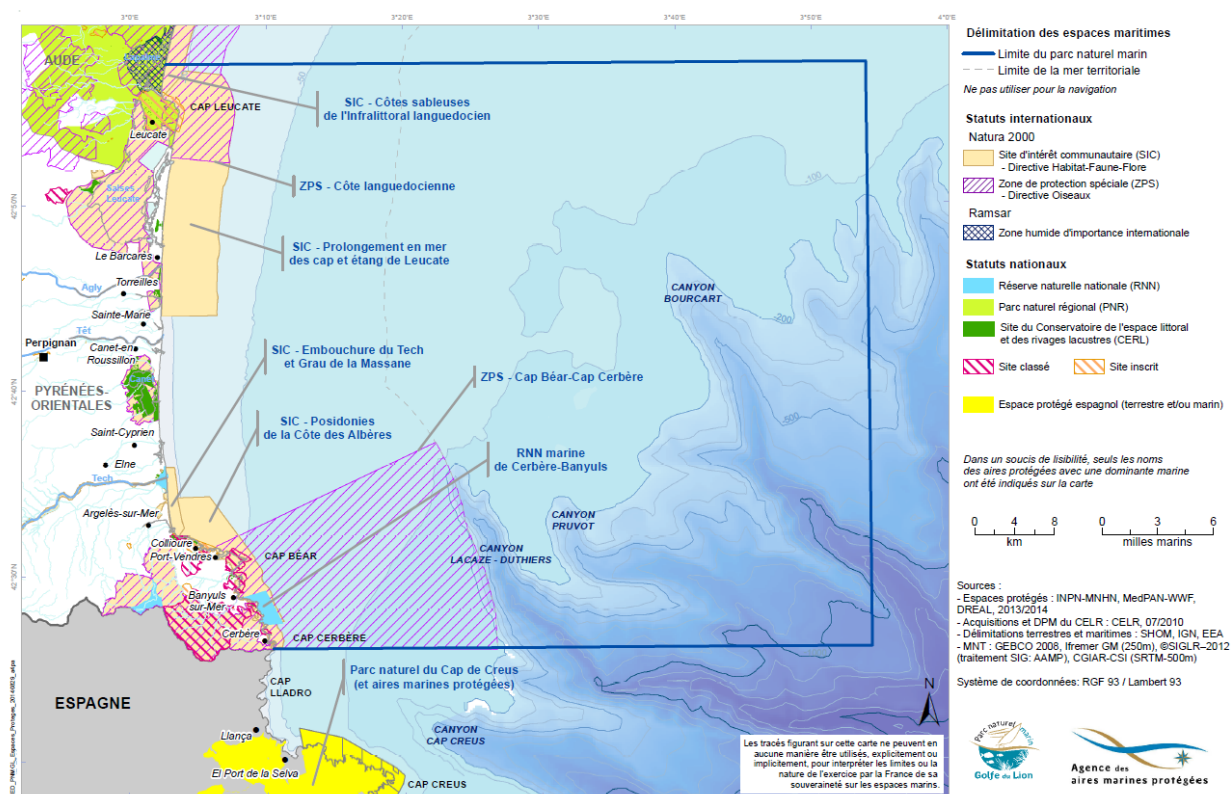 3°0'E
3°10'E
3°20'E
3°30'E
3°40'E
3°50'E
4°0'E
42°50'N
42°40'N
42°30'N
AUDE
CAP LEUCATE
Leucate
SIC - Côtes sableuses
de l'Infralittoral languedocien
ZPS - Côte languedocienne
Salses
Leucate
SIC - Prolongement en mer
des cap et étang de Leucate
Le Barcarès
Agly
Torreilles
Sainte-Marie
Têt
Perpignan
Canet-en
Roussillon
PYRÉNÉES-
ORIENTALES
SIC - Embouchure du Tech
et Grau de la Massane
ZPS - Cap Béar-Cap Cerbère
SIC - Posidonies
de la Côte des Albères
RNN marine
de Cerbère-Banyuls
Saint-Cyprien
Elne
Tech
Argelès-sur-Mer
Collioure
Port-Vendres
CAP BÉAR
Banyuls
sur-Mer
Cerbère
CAP CERBÈRE
CANYON
BOURCART
CANYON
PRUVOT
CANYON
LACAZE - DUTHIERS
-100
-200
-500
-50
CAP
LLADRO
Parc naturel du Cap de Creus
(et aires marines protégées)
ESPAGNE
Llança
El Port de la Selva
CANYON
CAP CREUS
CAP CREUS
Les tracés figurant sur cette carte ne peuvent en
aucune manière être utilisés, explicitement ou
implicitement, pour interpréter les limites ou la
nature de l'exercice par la France de sa
souveraineté sur les espaces marins.
Délimitation des espaces maritimes
Limite du parc naturel marin
Limite de la mer territoriale
Ne pas utiliser pour la navigation
Statuts internationaux
Natura 2000
Site d'intérêt communautaire (SIC)
- Directive Habitat-Faune-Flore
Zone de protection spéciale (ZPS)
- Directive Oiseaux
Ramsar
Zone humide d'importance internationale
Statuts nationaux
Réserve naturelle nationale (RNN)
Parc naturel régional (PNR)
Site du Conservatoire de l'espace littoral
et des rivages lacustres (CERL)
Site classé
Site inscrit
Espace protégé espagnol (terrestre et/ou marin)
Dans un soucis de lisibilité, seuls les noms
des aires protégées avec une dominante marine
ont été indiqués sur la carte
0 4 8
km
0 3 6
milles marins
Sources :
- Espaces protégés : INPN-MNHN, MedPAN-WWF,
DREAL, 2013/2014
- Acquisitions et DPM du CELR : CELR, 07/2010
- Délimitations terrestres et maritimes : SHOM, IGN, EEA
- MNT : GEBCO 2008, Ifremer GM (250m), ©SIGLR–2012
(traitement SIG: AAMP), CGIAR-CSI (SRTM-500m)
Système de coordonnées: RGF 93 / Lambert 93
N
Parc naturel marin
Golfe du Lion
Agence des
aires marines protégées